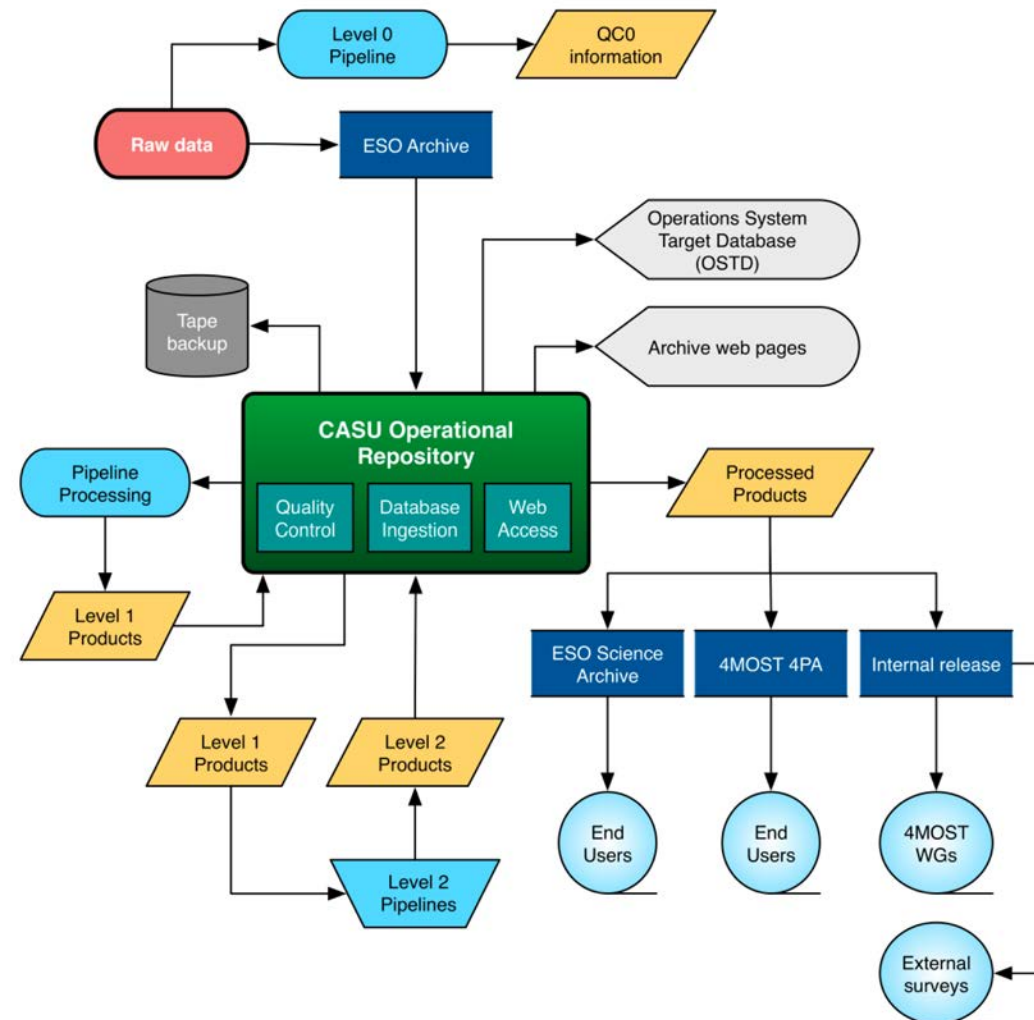 Level 0
Pipeline
QC0
information
Raw data
ESO Archive
Operations System
Target Database
(OSTD)
Tape
backup
Archive web pages
CASU Operational
Repository
Quality
Control
Database
Ingestion
Web
Access
Pipeline
Processing
Processed
Products
Level 1
Products
ESO Science
Archive
4MOST 4PA
Internal release
Level 1
Products
Level 2
Products
End
Users
End
Users
4MOST
WGs
Level 2
Pipelines
External
surveys